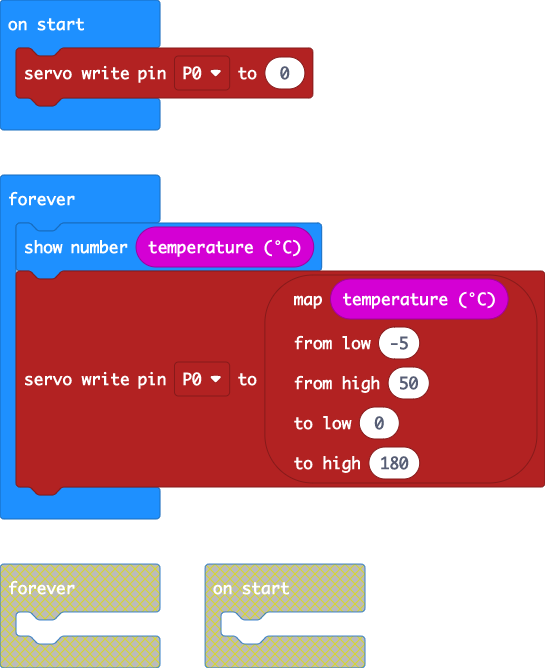 on start
servo write pin P0 to 0
forever
show number temperature (°C)
servo write pin P0 to
map temperature (°C)
from low -5
from high 50
to low 0
to high 180
forever
on start